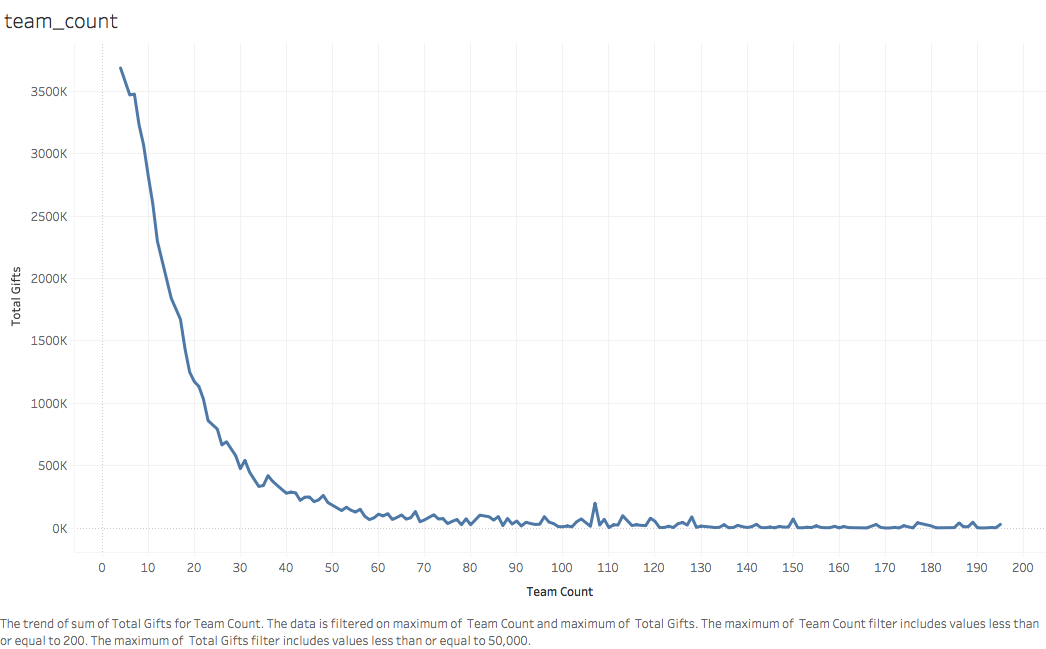 team_count
3500K
3000K
2500K
2000K
1500K
1000K
500K
0K
Total Gifts
0 10 20 30 40 50 60 70 80 90 100 110 120 130 140 150 160 170 180 190 200
Team Count
The trend of sum of Total Gifts for Team Count. The data is filtered on maximum of Team Count and maximum of Total Gifts. The maximum of Team Count filter includes values less than
or equal to 200. The maximum of Total Gifts filter includes values less than or equal to 50,000.